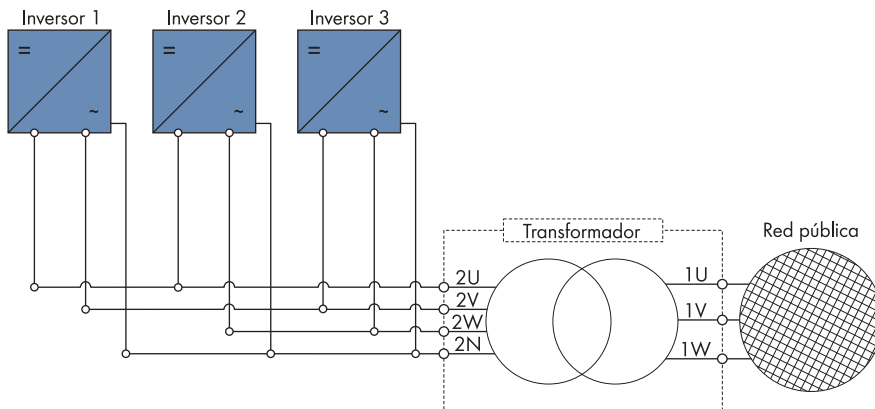 Inversor 1
Inversor 2
Inversor 3
=
~
=
~
=
~
Transformador
Red pública
2U
2V
2W
2N
1U
1V
1W